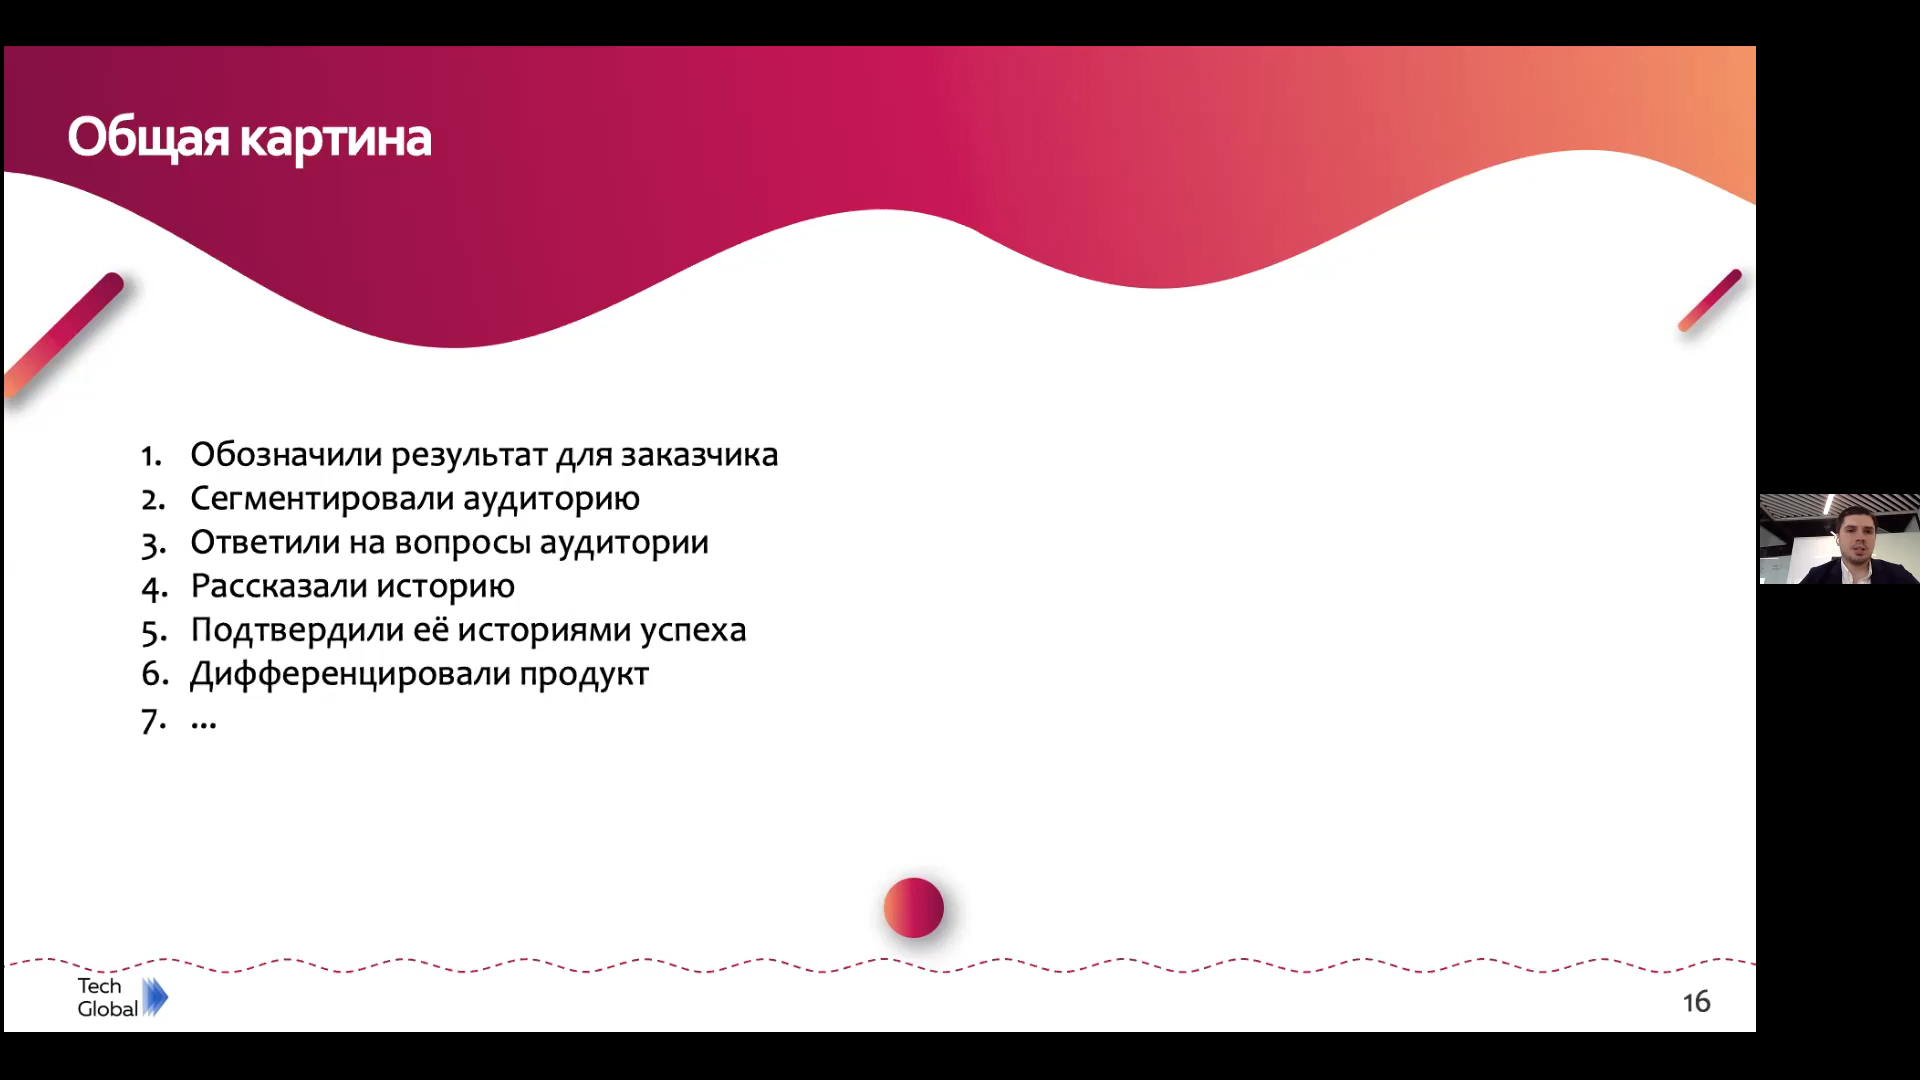 Общая картина
1. Обозначили результат для заказчика
2. Сегментировали аудиторию
3. Ответили на вопросы аудитории
4. Рассказали историю
5. Подтвердили её историями успеха
6. Дифференцировали продукт
7. ...
Tech
Global
16